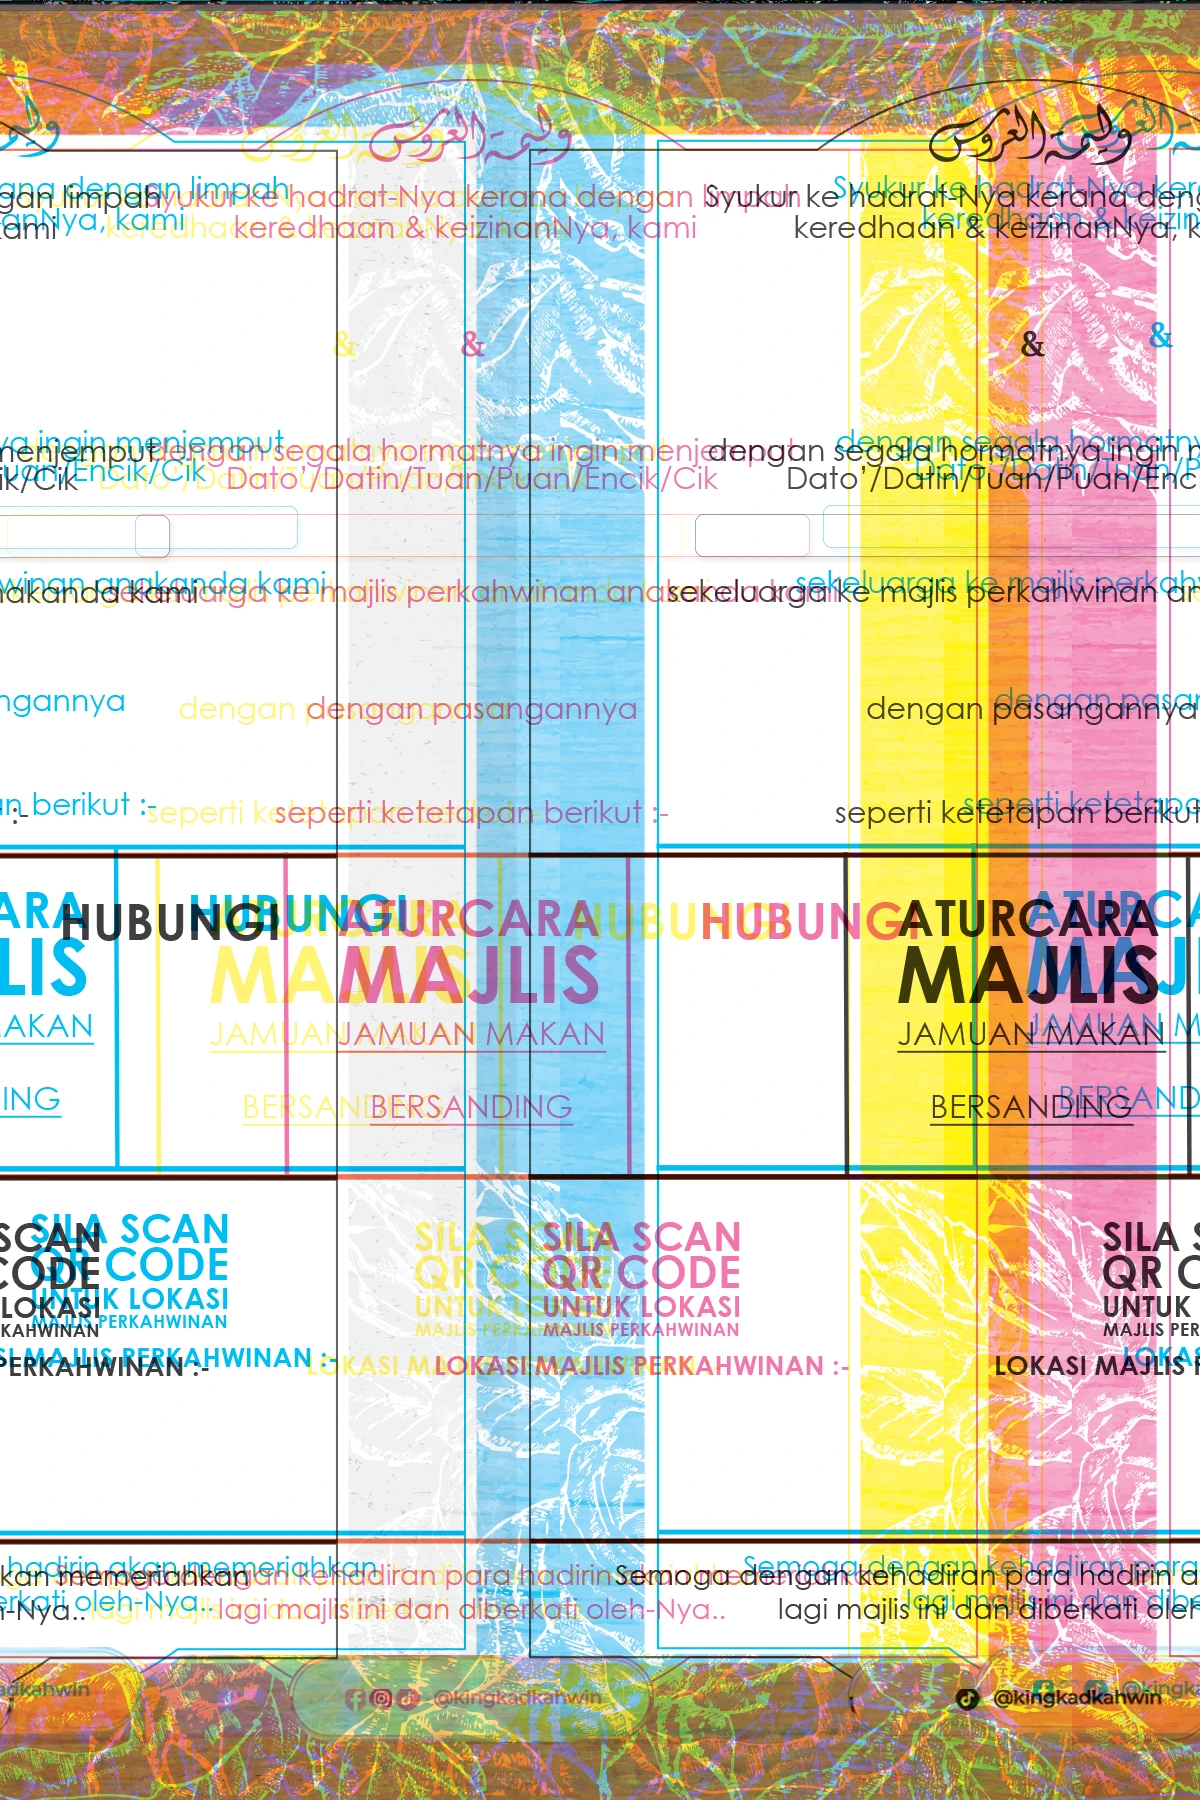 وليمة العروس
Syukur ke hadrat-Nya kerana dengan limpah
keredhaan & keizinanNya, kami
&
dengan segala hormatnya ingin menjemput
Dato'/Datin/Tuan/Puan/Encik/Cik
sekeluarga ke majlis perkahwinan anakanda kami
dengan pasangannya
seperti ketetapan berikut :-
HUBUNGI
ATURCARA
MAJLIS
JAMUAN MAKAN
BERSANDING
SILA SCAN
QR CODE
UNTUK LOKASI
MAJLIS PERKAHWINAN
LOKASI MAJLIS PERKAHWINAN :-
Semoga dengan kehadiran para hadirin akan memeriahkan
lagi majlis ini dan diberkati oleh-Nya..
@kingkadkahwin